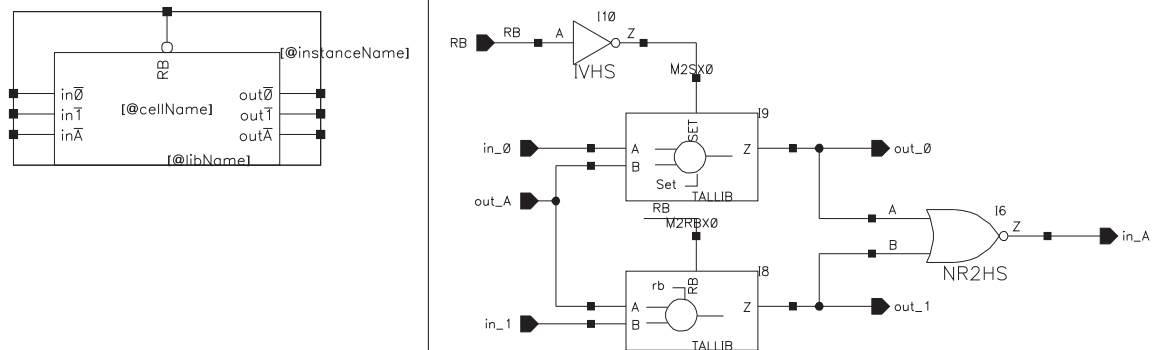 RB
[@instanceName]
in0 out0
[@cellName]
in1 out1
inA outA
[@libName]
I10
RB RB A Z
IVHS
M2SX0
I9
SET
in_0 A Z out_0
B
Set
TALLIB
out_A
RB
M2RBX0
A I6
Z in_A
B
NR2HS
I8
rb RB
A Z out_1
in_1 B
TALLIB